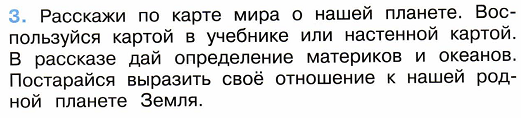 3. Расскажи по карте мира о нашей планете. Вос-
пользуйся картой в учебнике или настенной картой.
В рассказе дай определение материков и океанов.
Постарайся выразить своё отношение к нашей род-
ной планете Земля.